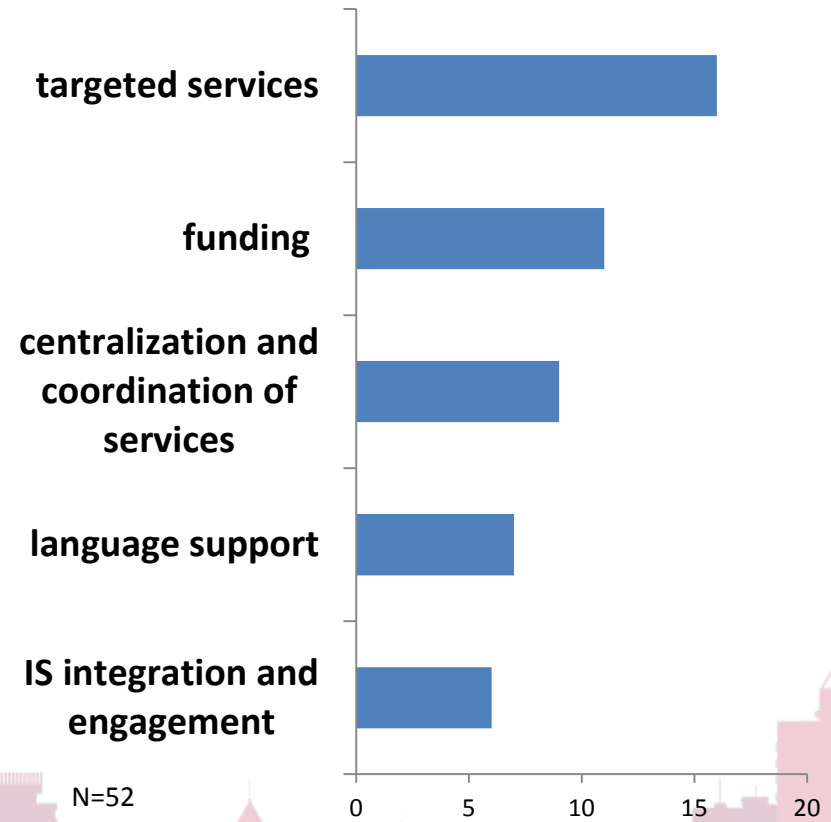 targeted services
funding
centralization and
coordination of
services
language support
IS integration and
engagement
N=52
0 5 10 15 20